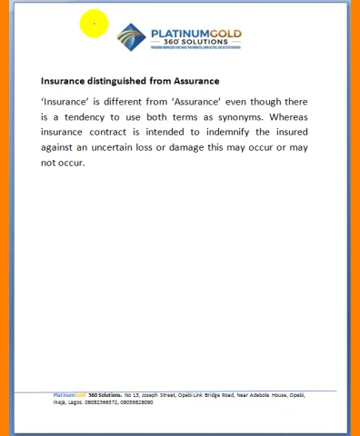 PLATINUMGOLD
360 SOLUTIONS
Insurance distinguished from Assurance
‘Insurance’ is different from ‘Assurance’ even though there
is a tendency to use both terms as synonyms. Whereas
insurance contract is intended to indemnify the insured
against an uncertain loss or damage this may occur or may
not occur.
PlatinumGold 360 Solutions. No 15, Joseph Street, Opebi Link Bridge Road, Near Adebola House, Opebi,
Ikeja, Lagos.